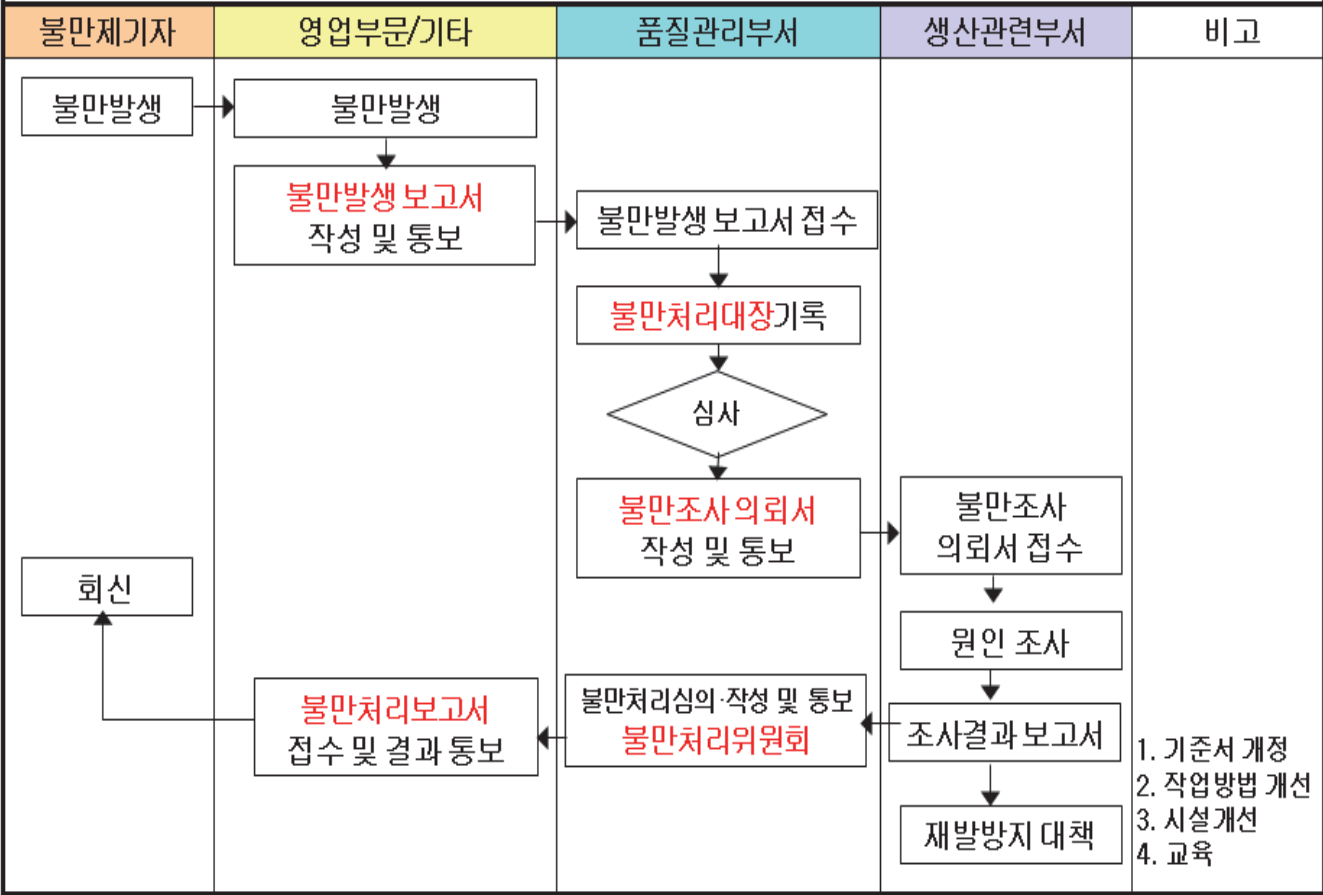 불만제기자
영업부문/기타
품질관리부서
생산관련부서
비고
불만발생
불만발생
불만발생 보고서
작성 및 통보
불만발생 보고서 접수
불만처리대장기록
심사
불만조사 의뢰서
작성 및 통보
불만조사
의뢰서 접수
원인 조사
조사결과 보고서
재발방지 대책
불만처리심의·작성 및 통보
불만처리위원회
불만처리보고서
접수 및 결과 통보
회신
1. 기준서 개정
2. 작업방법 개선
3. 시설개선
4. 교육